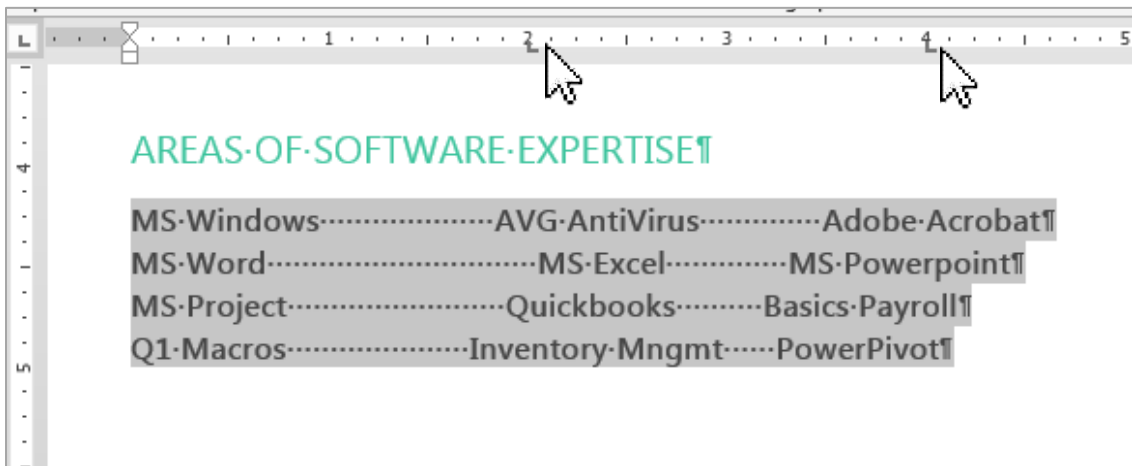 L 1 2 3 4 5
4
AREAS·OF·SOFTWARE·EXPERTISE¶
MS·Windows····················AVG·AntiVirus··············Adobe·Acrobat¶
MS·Word·······························MS·Excel··············MS·Powerpoint¶
MS·Project·························Quickbooks··········Basics·Payroll¶
Q1·Macros·····················Inventory·Mngmt······PowerPivot¶
5